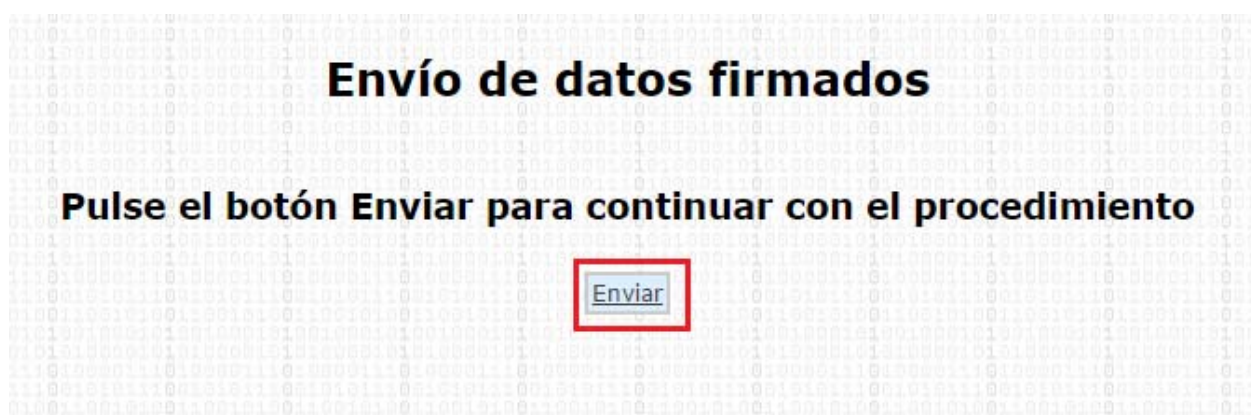 Envío de datos firmados
Pulse el botón Enviar para continuar con el procedimiento
Enviar